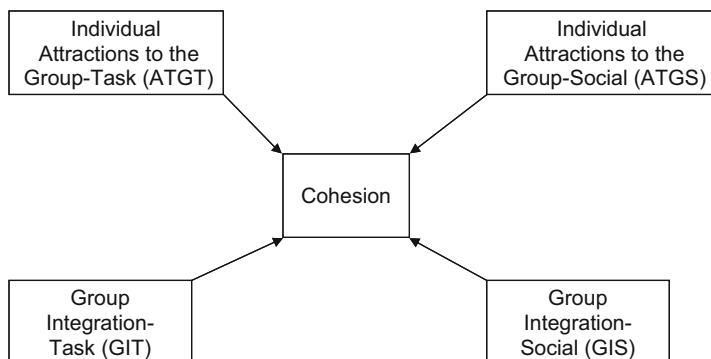 Individual
Attractions to the
Group-Task (ATGT)
Individual
Attractions to the
Group-Social (ATGS)
Cohesion
Group
Integration-
Task (GIT)
Group
Integration-
Social (GIS)